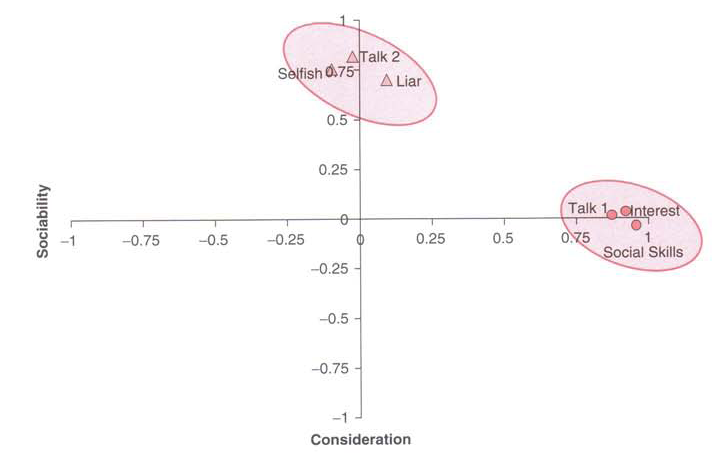 1
Talk 2
Selfish 0.75
Liar
0.5
0.25
Sociability
Talk 1 Interest
0
−1 −0.75 −0.5 −0.25 0 0.25 0.5 0.75 1
Social Skills
−0.25
−0.5
−0.75
−1
Consideration